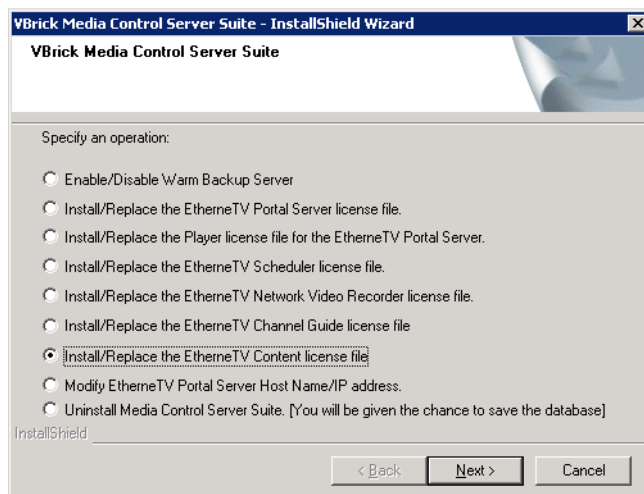 VBrick Media Control Server Suite - InstallShield Wizard
VBrick Media Control Server Suite
Specify an operation:
Enable/Disable Warm Backup Server
Install/Replace the EtherneTV Portal Server license file.
Install/Replace the Player license file for the EtherneTV Portal Server.
Install/Replace the EtherneTV Scheduler license file.
Install/Replace the EtherneTV Network Video Recorder license file.
Install/Replace the EtherneTV Channel Guide license file
Install/Replace the EtherneTV Content license file
Modify EtherneTV Portal Server Host Name/IP address.
Uninstall Media Control Server Suite. [You will be given the chance to save the database]
InstallShield
< Back Next > Cancel